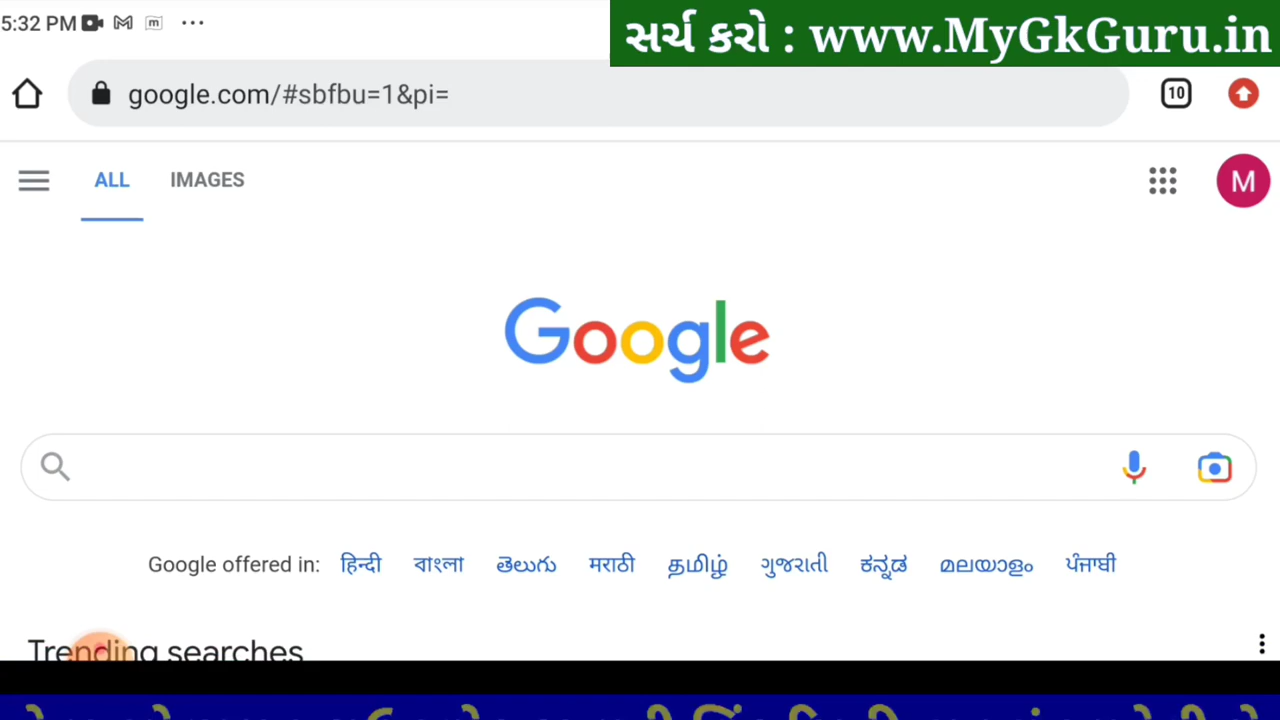 5:32 PM
સર્ચ કરો : www.MyGkGuru.in
google.com/#sbfbu=1&pi=
10
ALL IMAGES
M
Google
Google offered in: हिन्दी বাংলা తెలుగు मराठी தமிழ் ગુજરાતી ಕನ್ನಡ മലയാളം ਪੰਜਾਬੀ
Trending searches